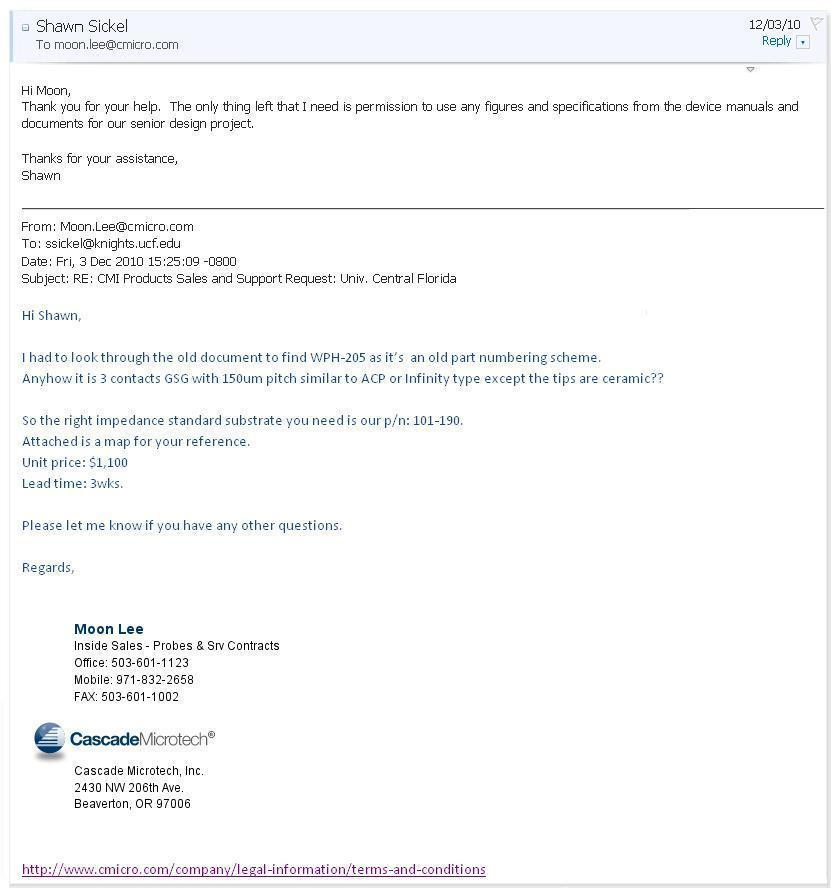 Shawn Sickel
12/03/10
To moon.lee@cmicro.com
Reply
Hi Moon,
Thank you for your help.  The only thing left that I need is permission to use any figures and specifications from the device manuals and
documents for our senior design project.
Thanks for your assistance,
Shawn
From: Moon.Lee@cmicro.com
To: ssickel@knights.ucf.edu
Date: Fri, 3 Dec 2010 15:25:09 -0800
Subject: RE: CMI Products Sales and Support Request: Univ. Central Florida
Hi Shawn,
I had to look through the old document to find WPH-205 as it's  an old part numbering scheme.
Anyhow it is 3 contacts GSG with 150um pitch similar to ACP or Infinity type except the tips are ceramic??
So the right impedance standard substrate you need is our p/n: 101-190.
Attached is a map for your reference.
Unit price: $1,100
Lead time: 3wks.
Please let me know if you have any other questions.
Regards,
Moon Lee
Inside Sales - Probes & Srv Contracts
Office: 503-601-1123
Mobile: 971-832-2658
FAX: 503-601-1002
CascadeMicrotech®
Cascade Microtech, Inc.
2430 NW 206th Ave.
Beaverton, OR 97006
http://www.cmicro.com/company/legal-information/terms-and-conditions